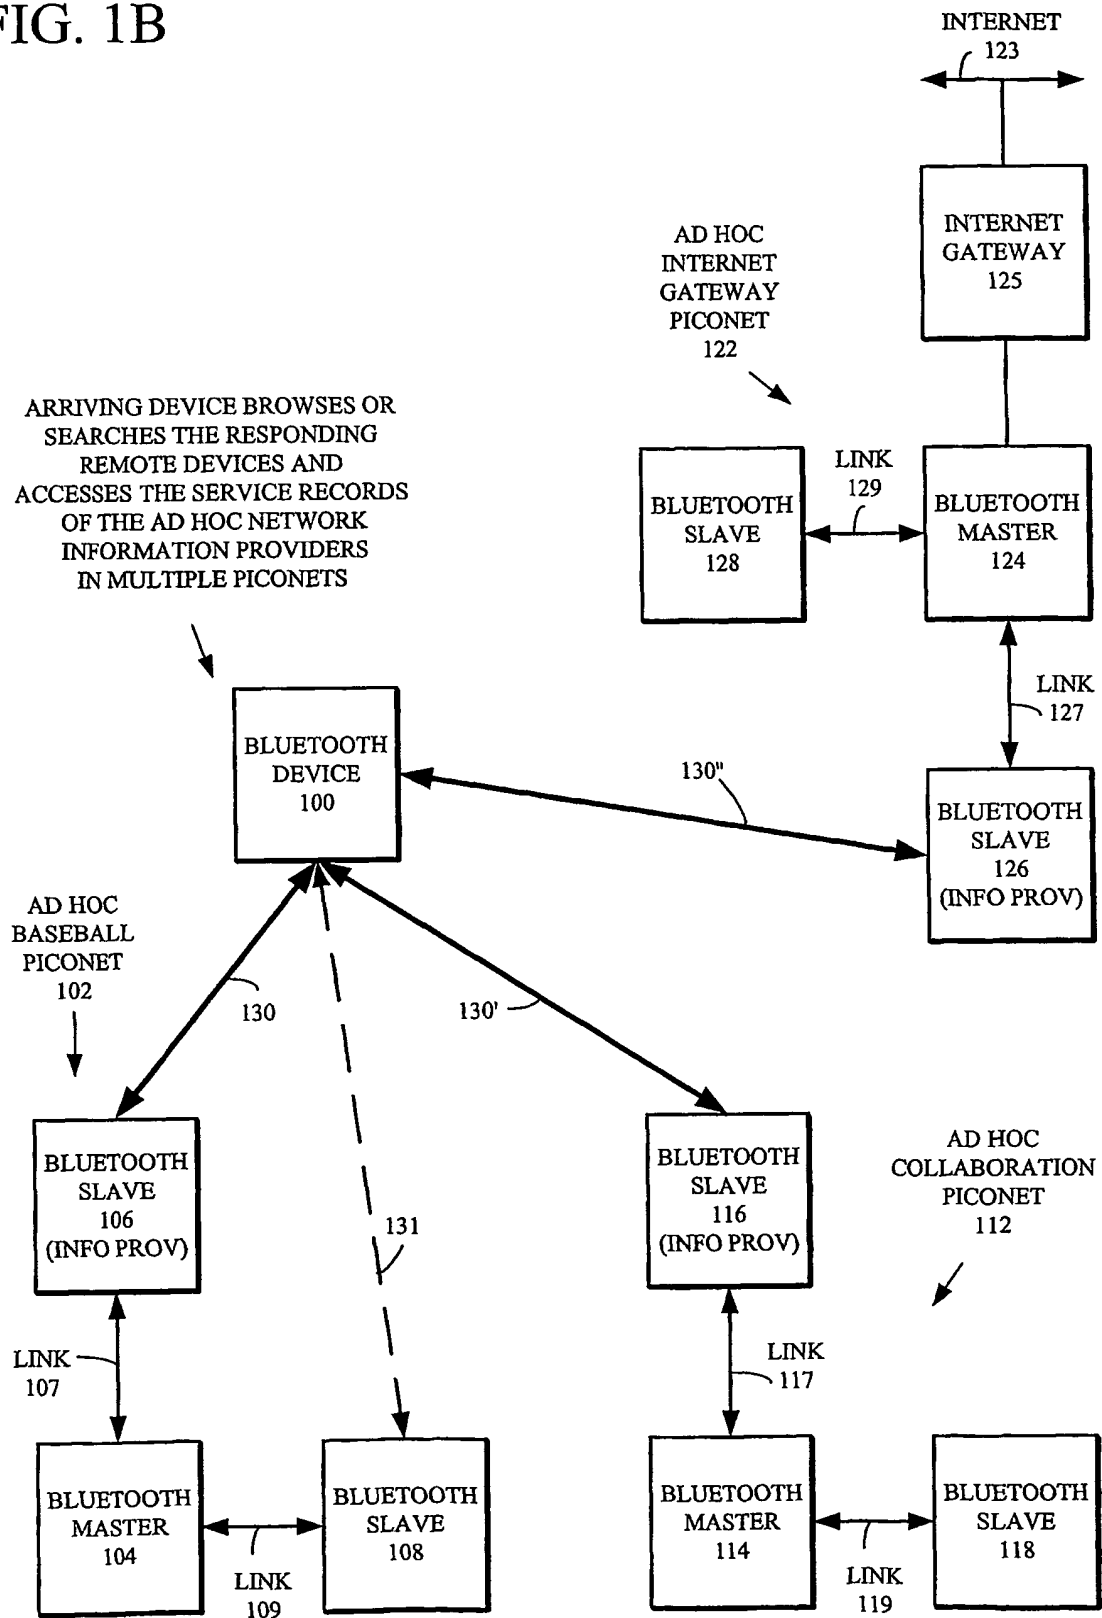 FIG. 1B
INTERNET
123
INTERNET
GATEWAY
125
AD HOC
INTERNET
GATEWAY
PICONET
122
ARRIVING DEVICE BROWSES OR
SEARCHES THE RESPONDING
REMOTE DEVICES AND
ACCESSES THE SERVICE RECORDS
OF THE AD HOC NETWORK
INFORMATION PROVIDERS
IN MULTIPLE PICONETS
BLUETOOTH
SLAVE
128
LINK
129
BLUETOOTH
MASTER
124
LINK
127
BLUETOOTH
DEVICE
100
130"
BLUETOOTH
SLAVE
126
(INFO PROV)
AD HOC
BASEBALL
PICONET
102
130
130'
BLUETOOTH
SLAVE
106
(INFO PROV)
131
BLUETOOTH
SLAVE
116
(INFO PROV)
AD HOC
COLLABORATION
PICONET
112
LINK
107
LINK
117
BLUETOOTH
MASTER
104
LINK
109
BLUETOOTH
SLAVE
108
BLUETOOTH
MASTER
114
LINK
119
BLUETOOTH
SLAVE
118